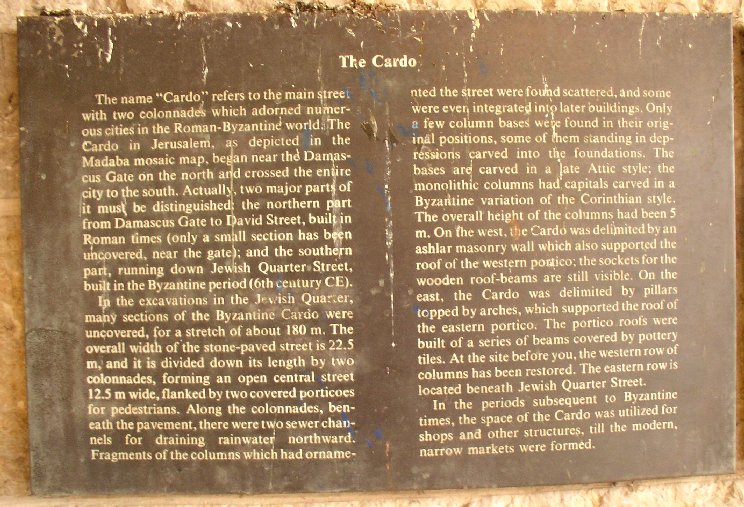 The Cardo
The name “Cardo” refers to the main street
with two colonnades which adorned numer-
ous cities in the Roman-Byzantine world. The
Cardo in Jerusalem, as depicted in the
Madaba mosaic map, began near the Damas-
cus Gate on the north and crossed the entire
city to the south. Actually, two major parts of
it must be distinguished: the northern part
from Damascus Gate to David Street, built in
Roman times (only a small section has been
uncovered, near the gate); and the southern
part, running down Jewish Quarter Street,
built in the Byzantine period (6th century CE).
In the excavations in the Jewish Quarter,
many sections of the Byzantine Cardo were
uncovered, for a stretch of about 180 m. The
overall width of the stone-paved street is 22.5
m, and it is divided down its length by two
colonnades, forming an open central street
12.5 m wide, flanked by two covered porticoes
for pedestrians. Along the colonnades, ben-
eath the pavement, there were two sewer chan-
nels for draining rainwater northward.
Fragments of the columns which had orname-
nted the street were found scattered, and some
were even integrated into later buildings. Only
a few column bases were found in their orig-
inal positions, some of them standing in dep-
ressions carved into the foundations. The
bases are carved in a late Attic style; the
monolithic columns had capitals carved in a
Byzantine variation of the Corinthian style.
The overall height of the columns had been 5
m. On the west, the Cardo was delimited by an
ashlar masonry wall which also supported the
roof of the western portico; the sockets for the
wooden roof-beams are still visible. On the
east, the Cardo was delimited by pillars
topped by arches, which supported the roof of
the eastern portico. The portico roofs were
built of a series of beams covered by pottery
tiles. At the site before you, the western row of
columns has been restored. The eastern row is
located beneath Jewish Quarter Street.
In the periods subsequent to Byzantine
times, the space of the Cardo was utilized for
shops and other structures, till the modern,
narrow markets were formed.